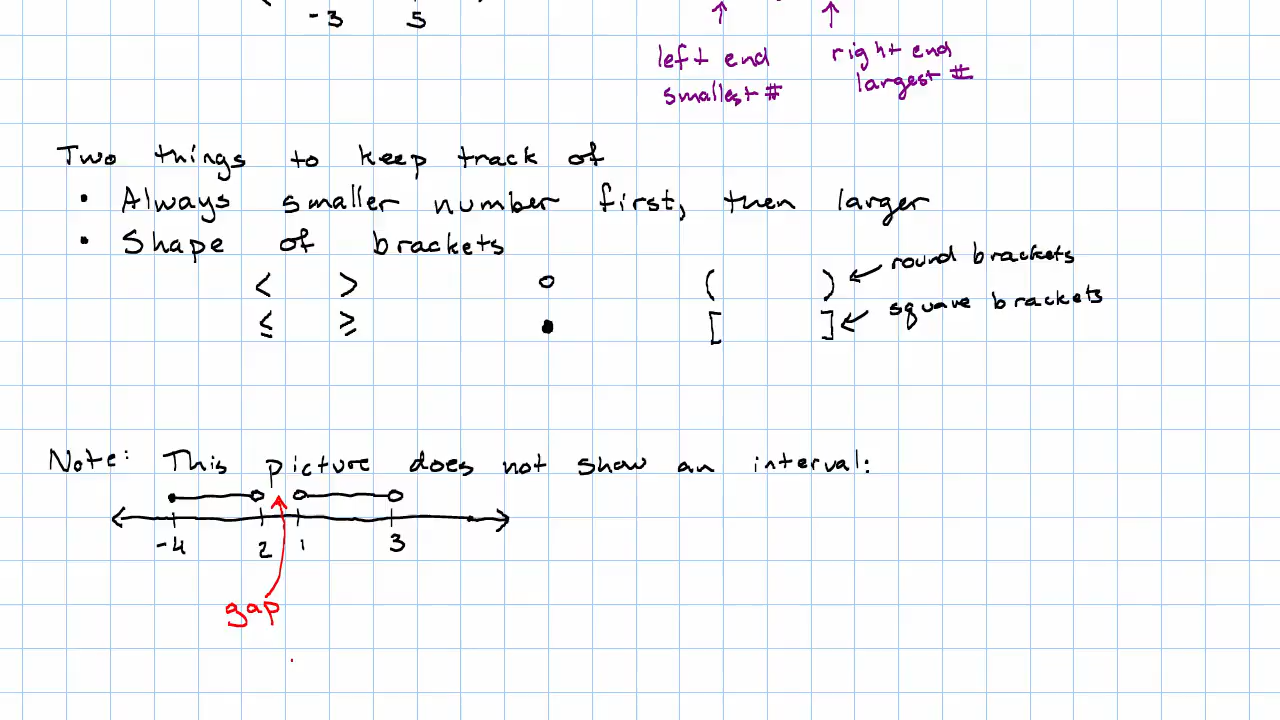 -3 5
left end right end
smallest # largest #
Two things to keep track of
• Always smaller number first, then larger
• Shape of brackets
< > ○ ( ) round brackets
≤ ≥ ● [ ] square brackets
Note: This picture does not show an interval:
-4 2 1 3
gap